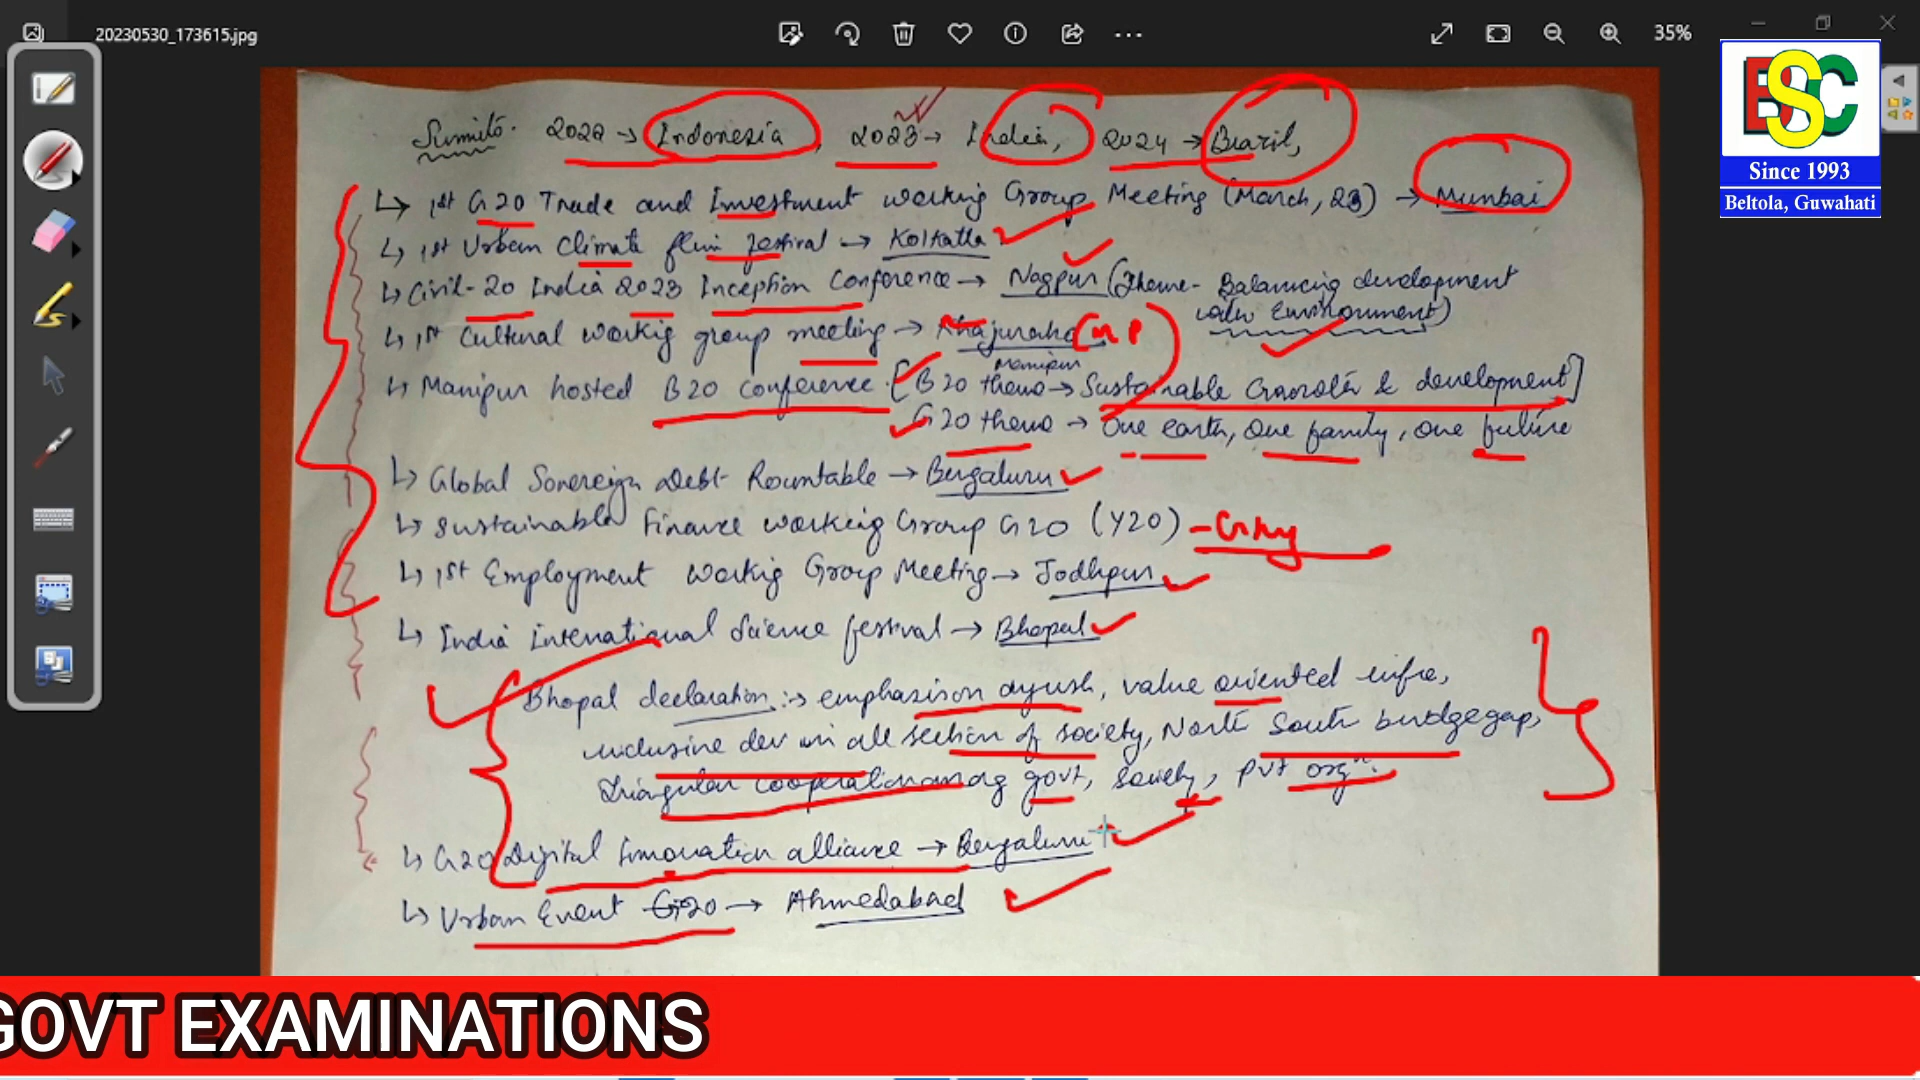 20230530_173615.jpg
35%
BSC
Since 1993
Beltola, Guwahati
Summits. 2022 → Indonesia, 2023 → India, 2024 → Brazil,
↳ 1st G20 Trade and Investment working Group Meeting (March, 23) → Mumbai
↳ 1st Urban Climate film festival → Kolkatta
↳ Civil-20 India 2023 Inception Conference → Nagpur (Theme- Balancing development
with Environment)
↳ 1st Cultural working group meeting → Khajuraho (MP)
Manipur
↳ Manipur hosted B20 conference. [B20 theme → Sustainable Growth & development]
G20 theme → One earth, One family, one future
↳ Global Sovereign Debt Rountable → Bengaluru
↳ Sustainable Finance working Group G20 (Y20) - GHY
↳ 1st Employment Working Group Meeting → Jodhpur
↳ India International Science festival → Bhopal
Bhopal declaration :→ emphasis on ayush, value oriented infra,
inclusive dev in all section of society, North South bridge gap,
Triangular cooperation among govt, society, pvt orgn.
↳ G20 Digital Innovation alliance → Bengaluru
↳ Urban Event G20 → Ahmedabad
GOVT EXAMINATIONS